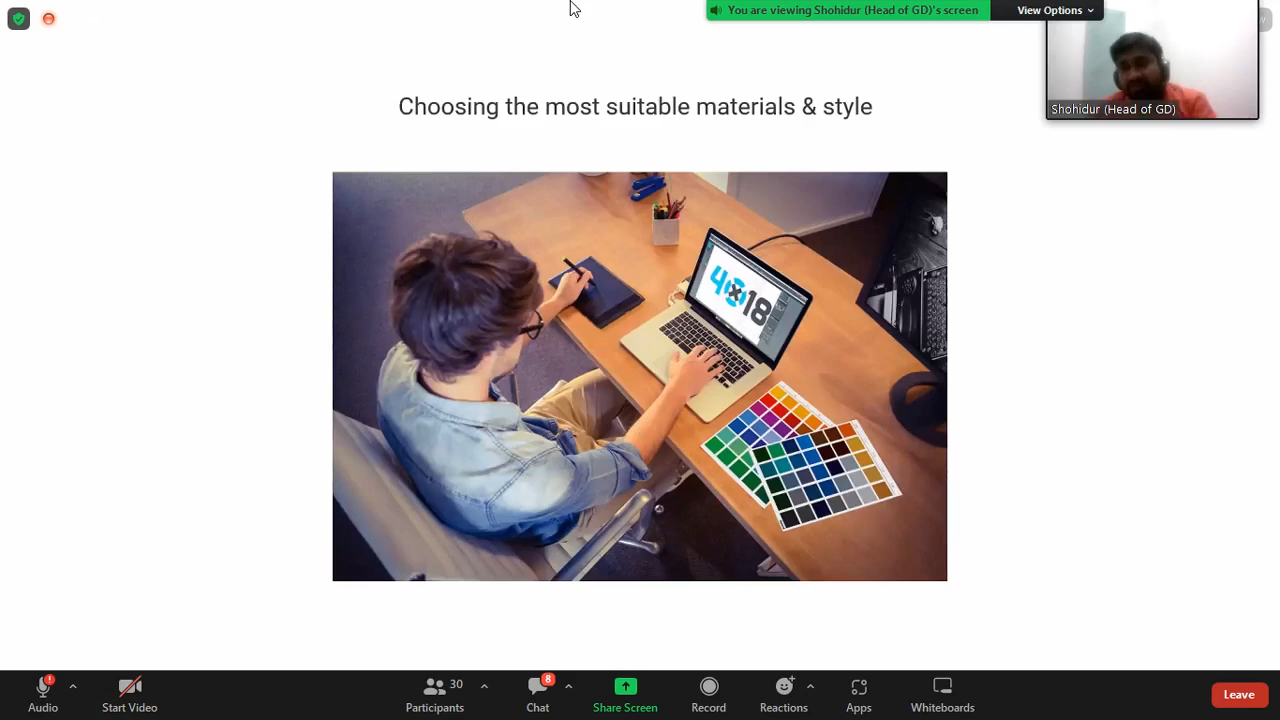 You are viewing Shohidur (Head of GD)'s screen
View Options
Shohidur (Head of GD)
Choosing the most suitable materials & style
4018
Audio
Start Video
30
Participants
8
Chat
Share Screen
Record
Reactions
Apps
Whiteboards
Leave